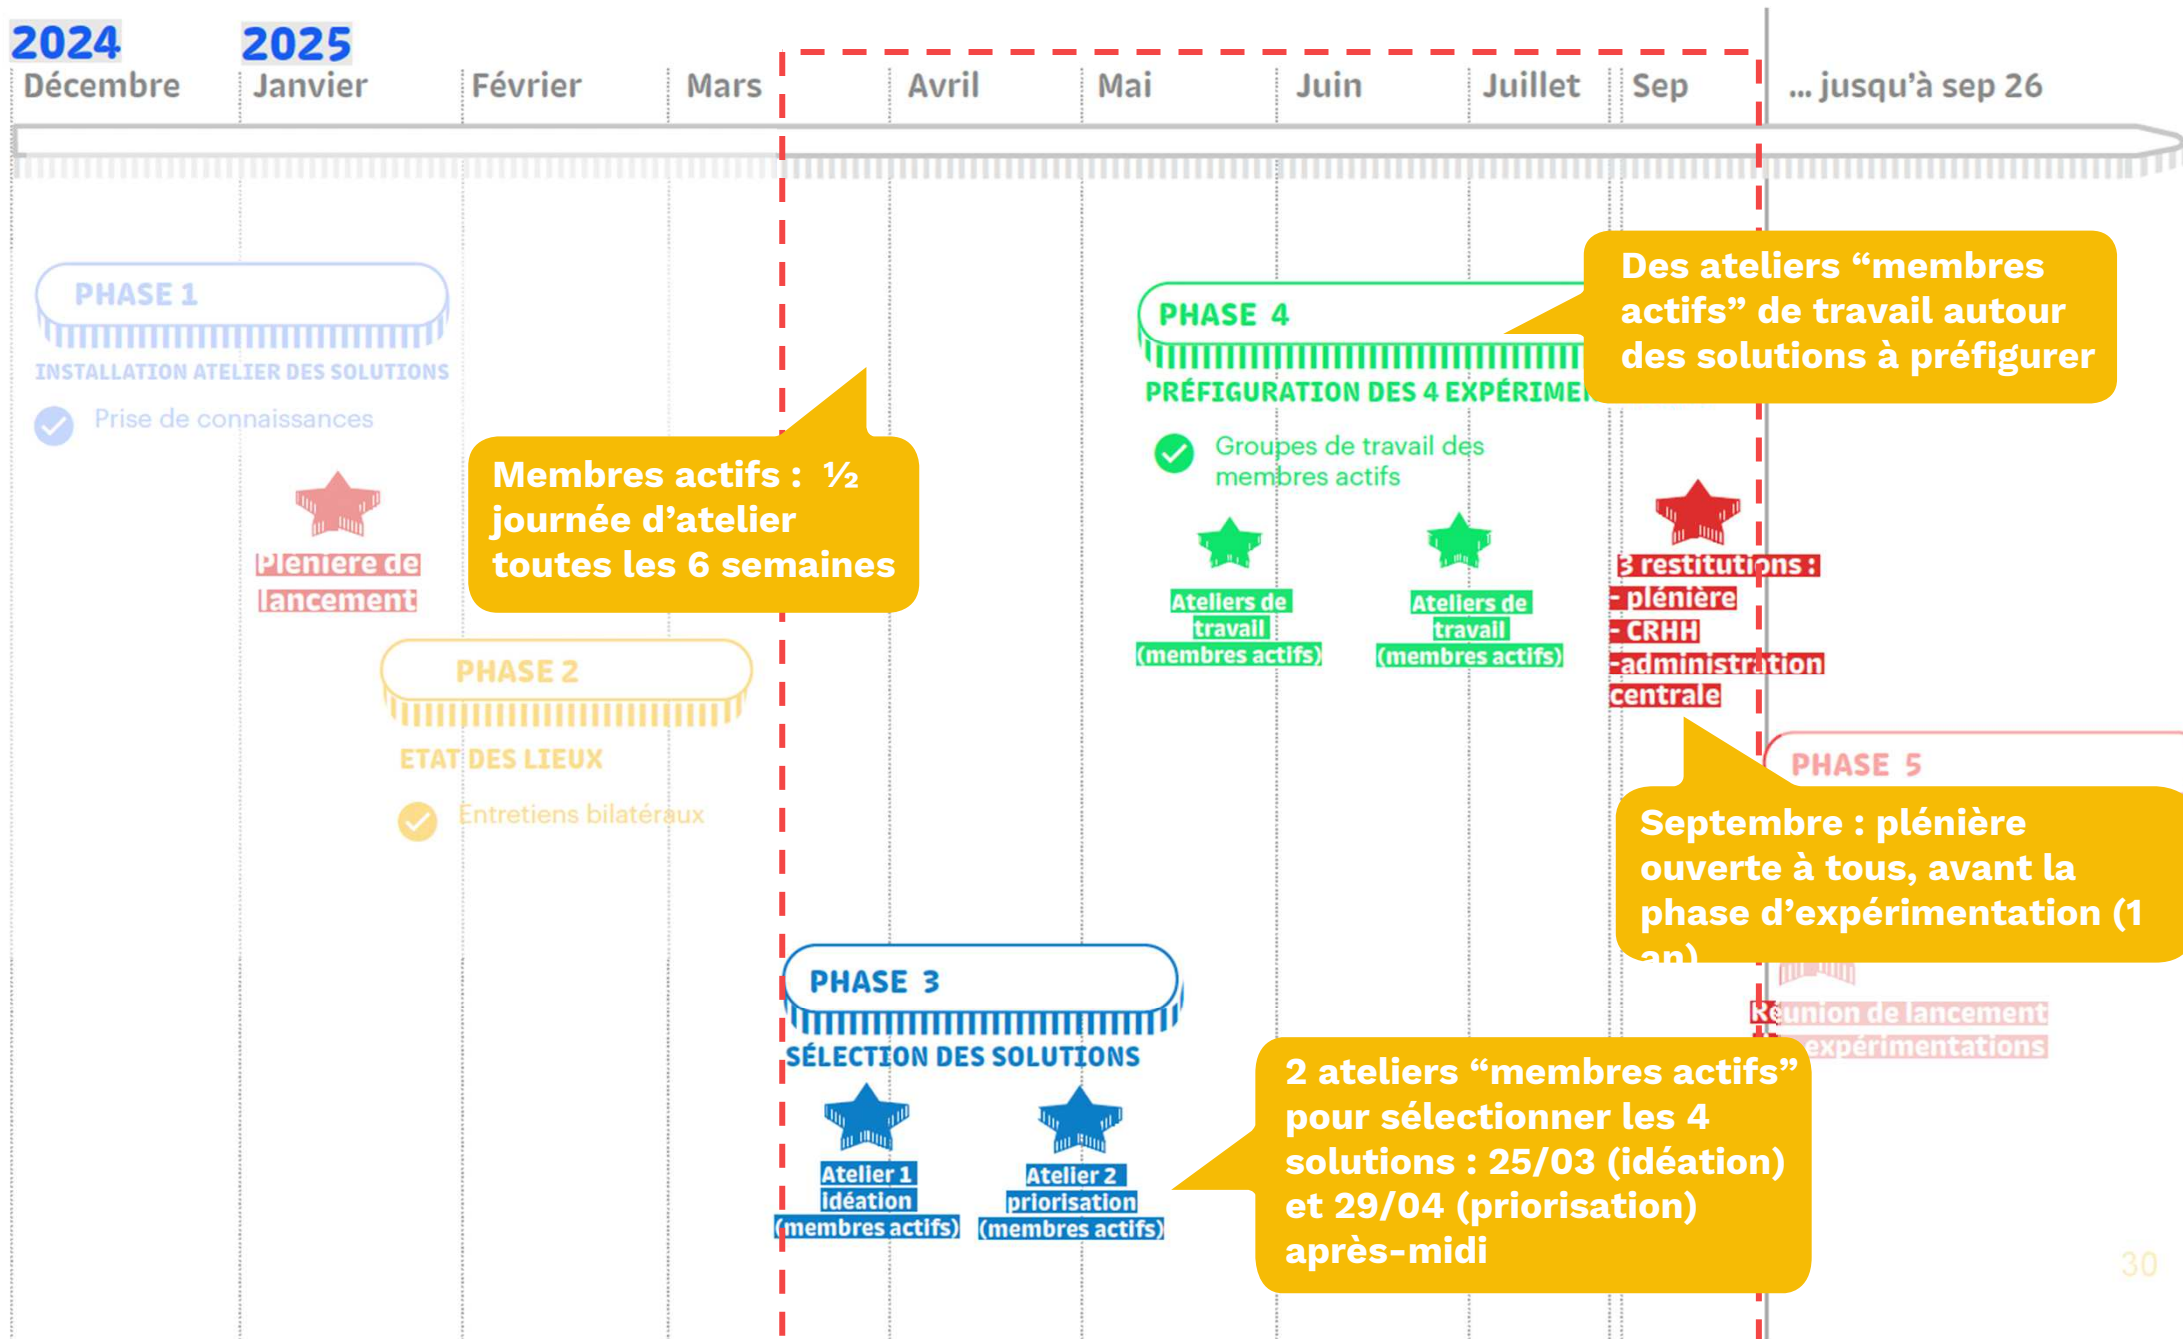 2024
2025
Décembre
Janvier
Février
Mars
Avril
Mai
Juin
Juillet
Sep
... jusqu'à sep 26
PHASE 1
INSTALLATION ATELIER DES SOLUTIONS
Prise de connaissances
Plénière de
lancement
Membres actifs : ½
journée d’atelier
toutes les 6 semaines
PHASE 2
ETAT DES LIEUX
Entretiens bilatéraux
PHASE 4
PRÉFIGURATION DES 4
Groupes de travail des
membres actifs
Ateliers de
travail
(membres actifs)
Ateliers de
travail
(membres actifs)
Des ateliers “membres
actifs” de travail autour
des solutions à préfigurer
3 restitutions :
- plénière
- CRHH
-administration
centrale
PHASE 5
Septembre : plénière
ouverte à tous, avant la
phase d’expérimentation (1
an)
Réunion de lancement
expérimentations
PHASE 3
SÉLECTION DES SOLUTIONS
Atelier 1
idéation
(membres actifs)
Atelier 2
priorisation
(membres actifs)
2 ateliers “membres actifs”
pour sélectionner les 4
solutions : 25/03 (idéation)
et 29/04 (priorisation)
après-midi
30